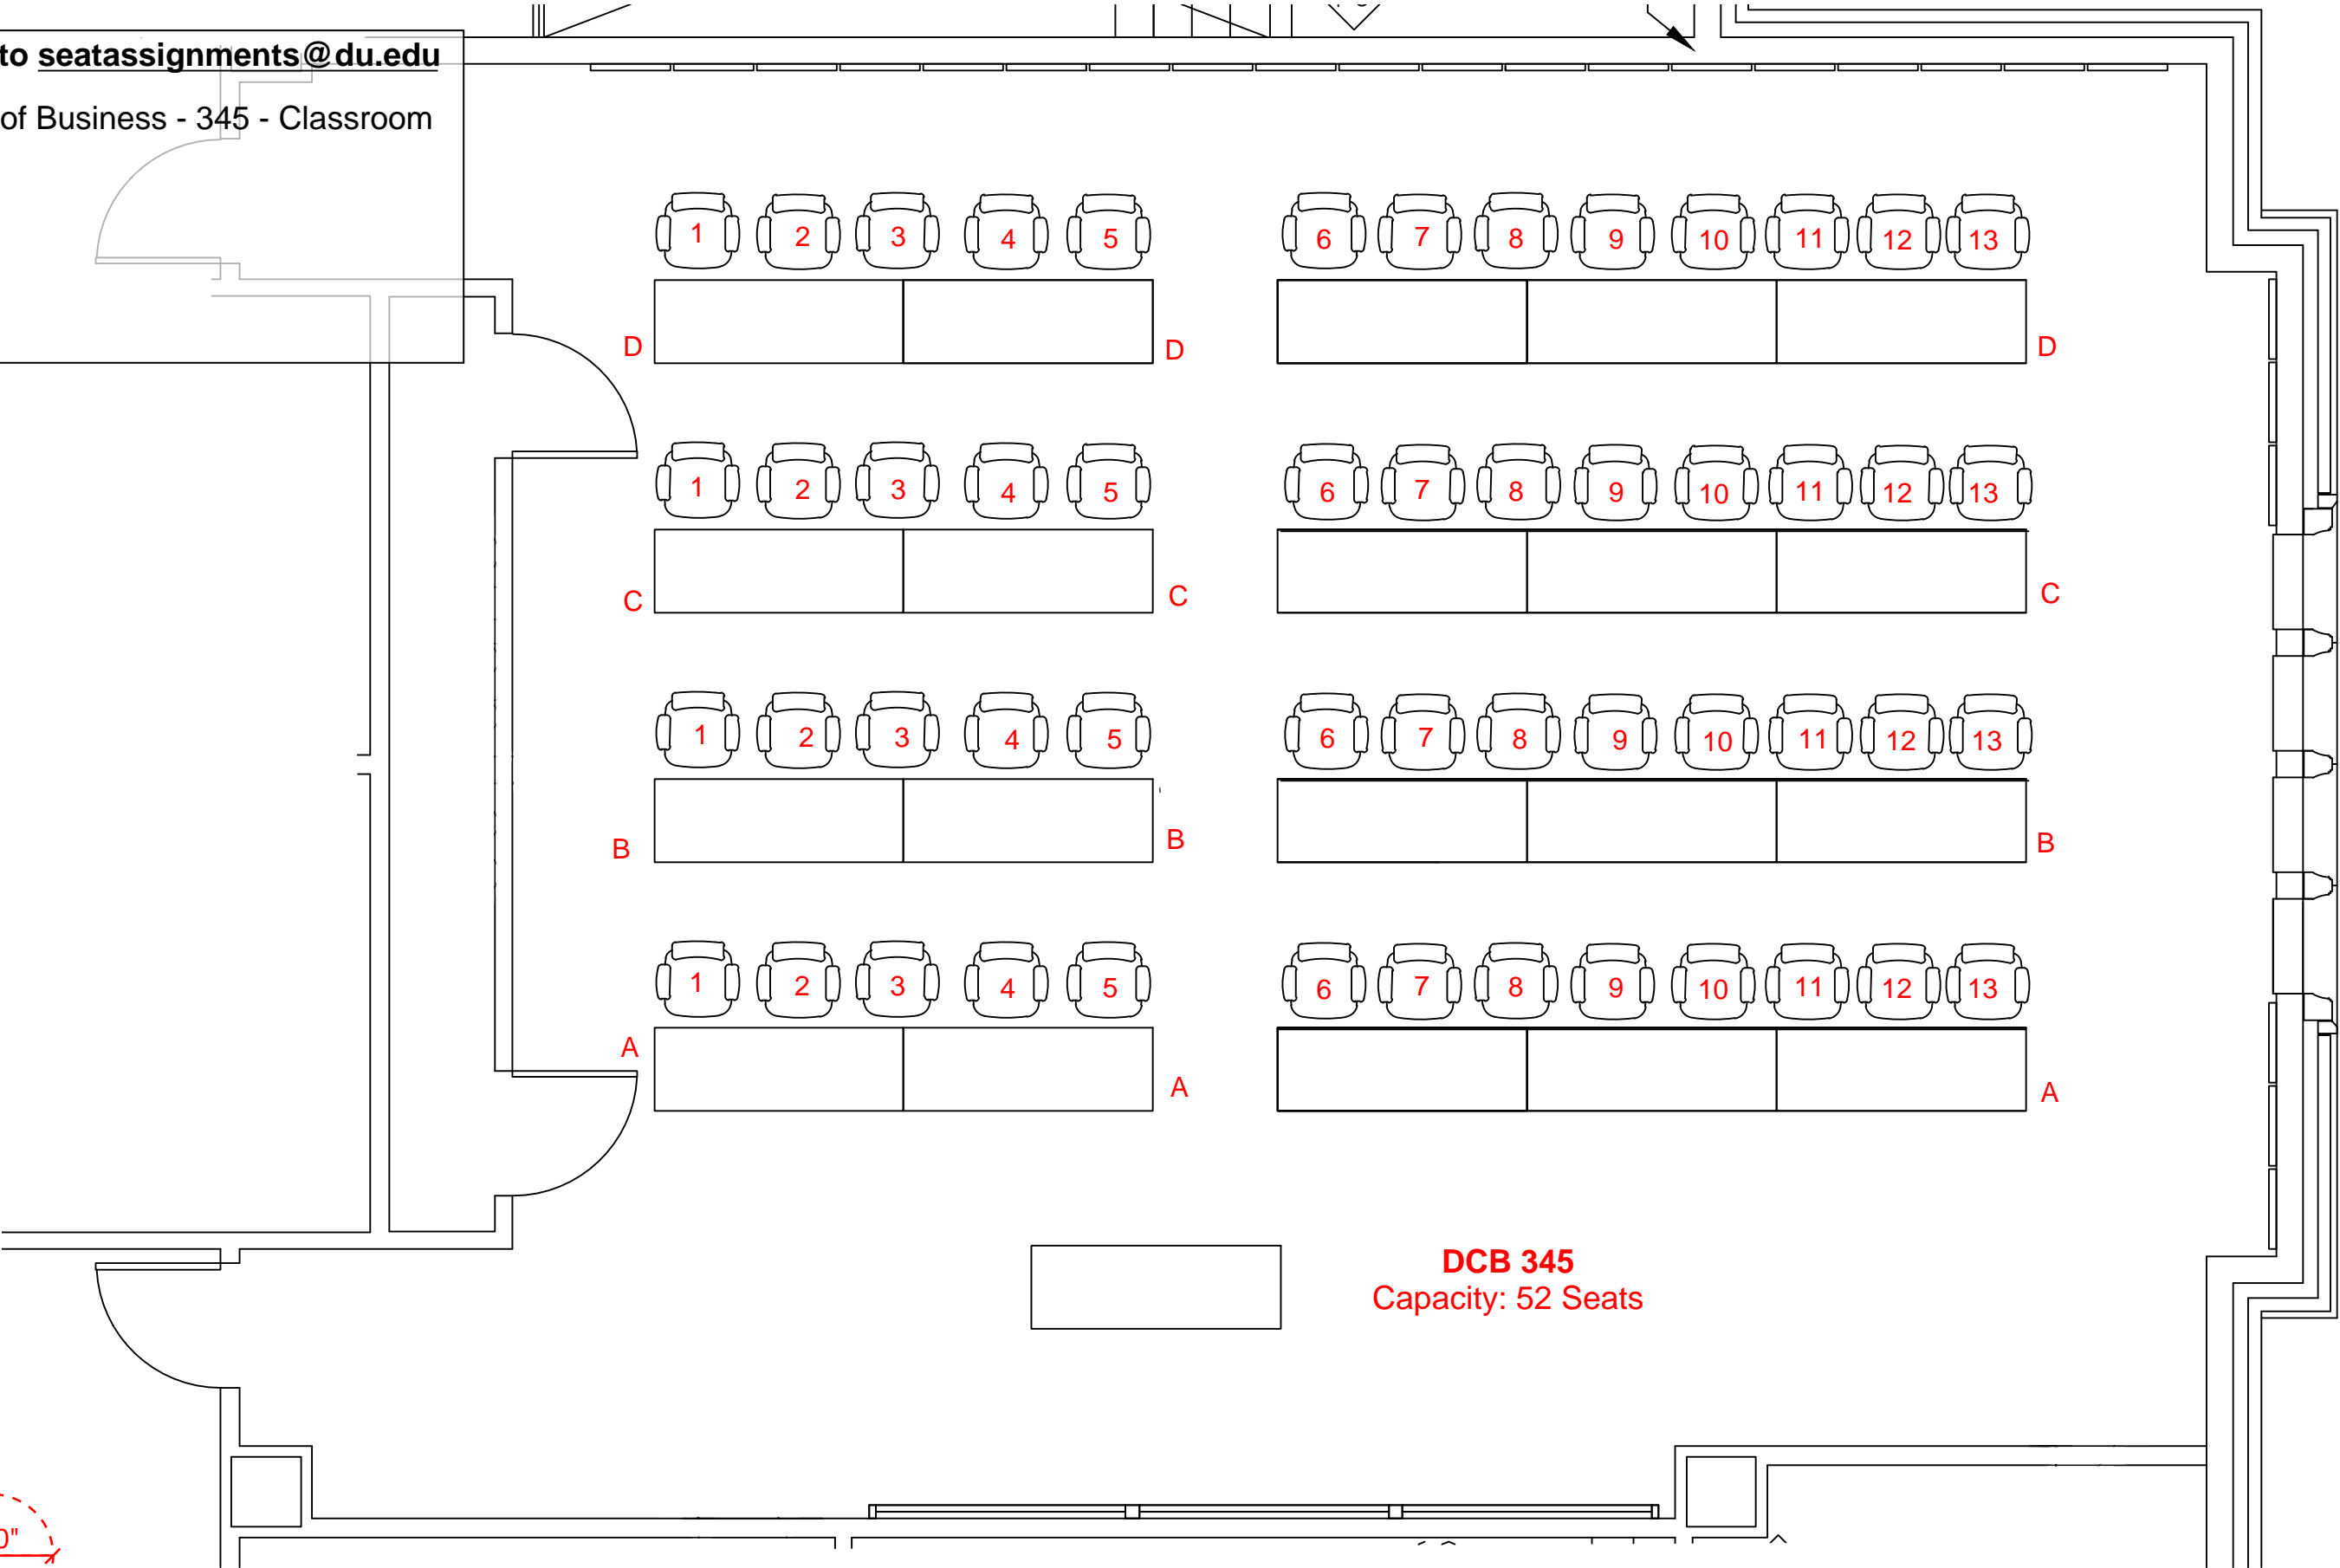 to seatassignments@du.edu
of Business - 345 - Classroom
1 2 3 4 5 6 7 8 9 10 11 12 13
D D D
1 2 3 4 5 6 7 8 9 10 11 12 13
C C C
1 2 3 4 5 6 7 8 9 10 11 12 13
B B B
1 2 3 4 5 6 7 8 9 10 11 12 13
A A A
DCB 345
Capacity: 52 Seats
0"